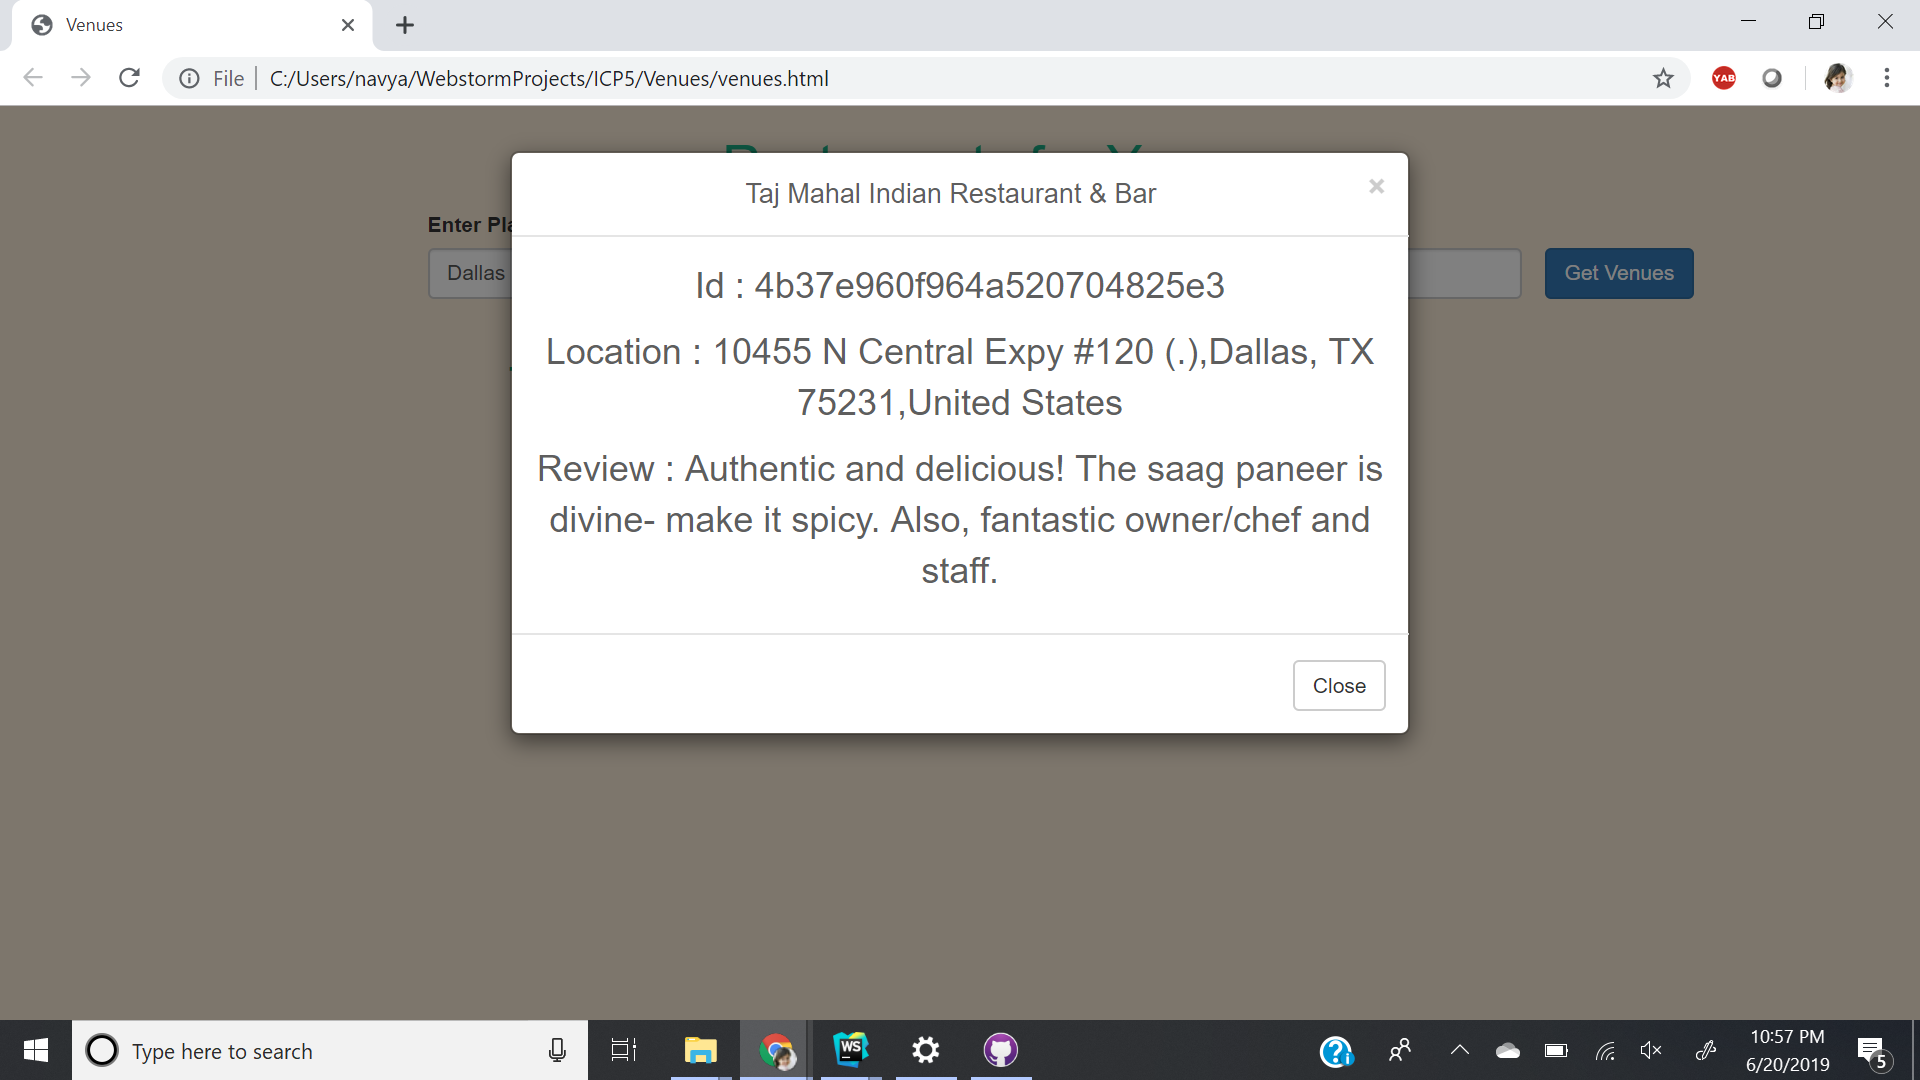 Venues
File
C:/Users/navya/WebstormProjects/ICP5/Venues/venues.html
YAB
Taj Mahal Indian Restaurant & Bar
×
Enter
Dallas
Get Venues
Id : 4b37e960f964a520704825e3
Location : 10455 N Central Expy #120 (.),Dallas, TX
75231,United States
Review : Authentic and delicious! The saag paneer is
divine- make it spicy. Also, fantastic owner/chef and
staff.
Close
Type here to search
WS
10:57 PM
6/20/2019
5